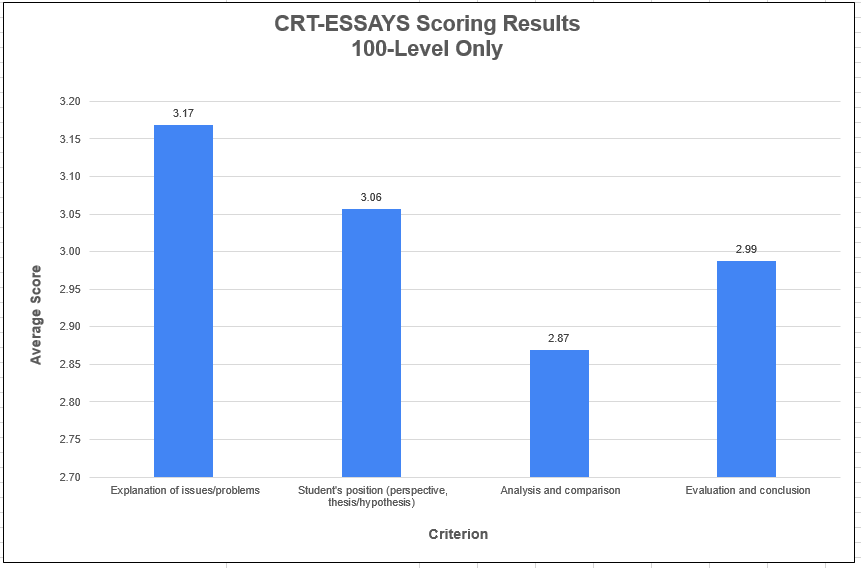 CRT-ESSAYS Scoring Results
100-Level Only
3.20
3.15
3.10
3.05
3.00
2.95
2.90
2.85
2.80
2.75
2.70
Average Score
3.17
3.06
2.87
2.99
Explanation of issues/problems
Student's position (perspective,
thesis/hypothesis)
Analysis and comparison
Evaluation and conclusion
Criterion